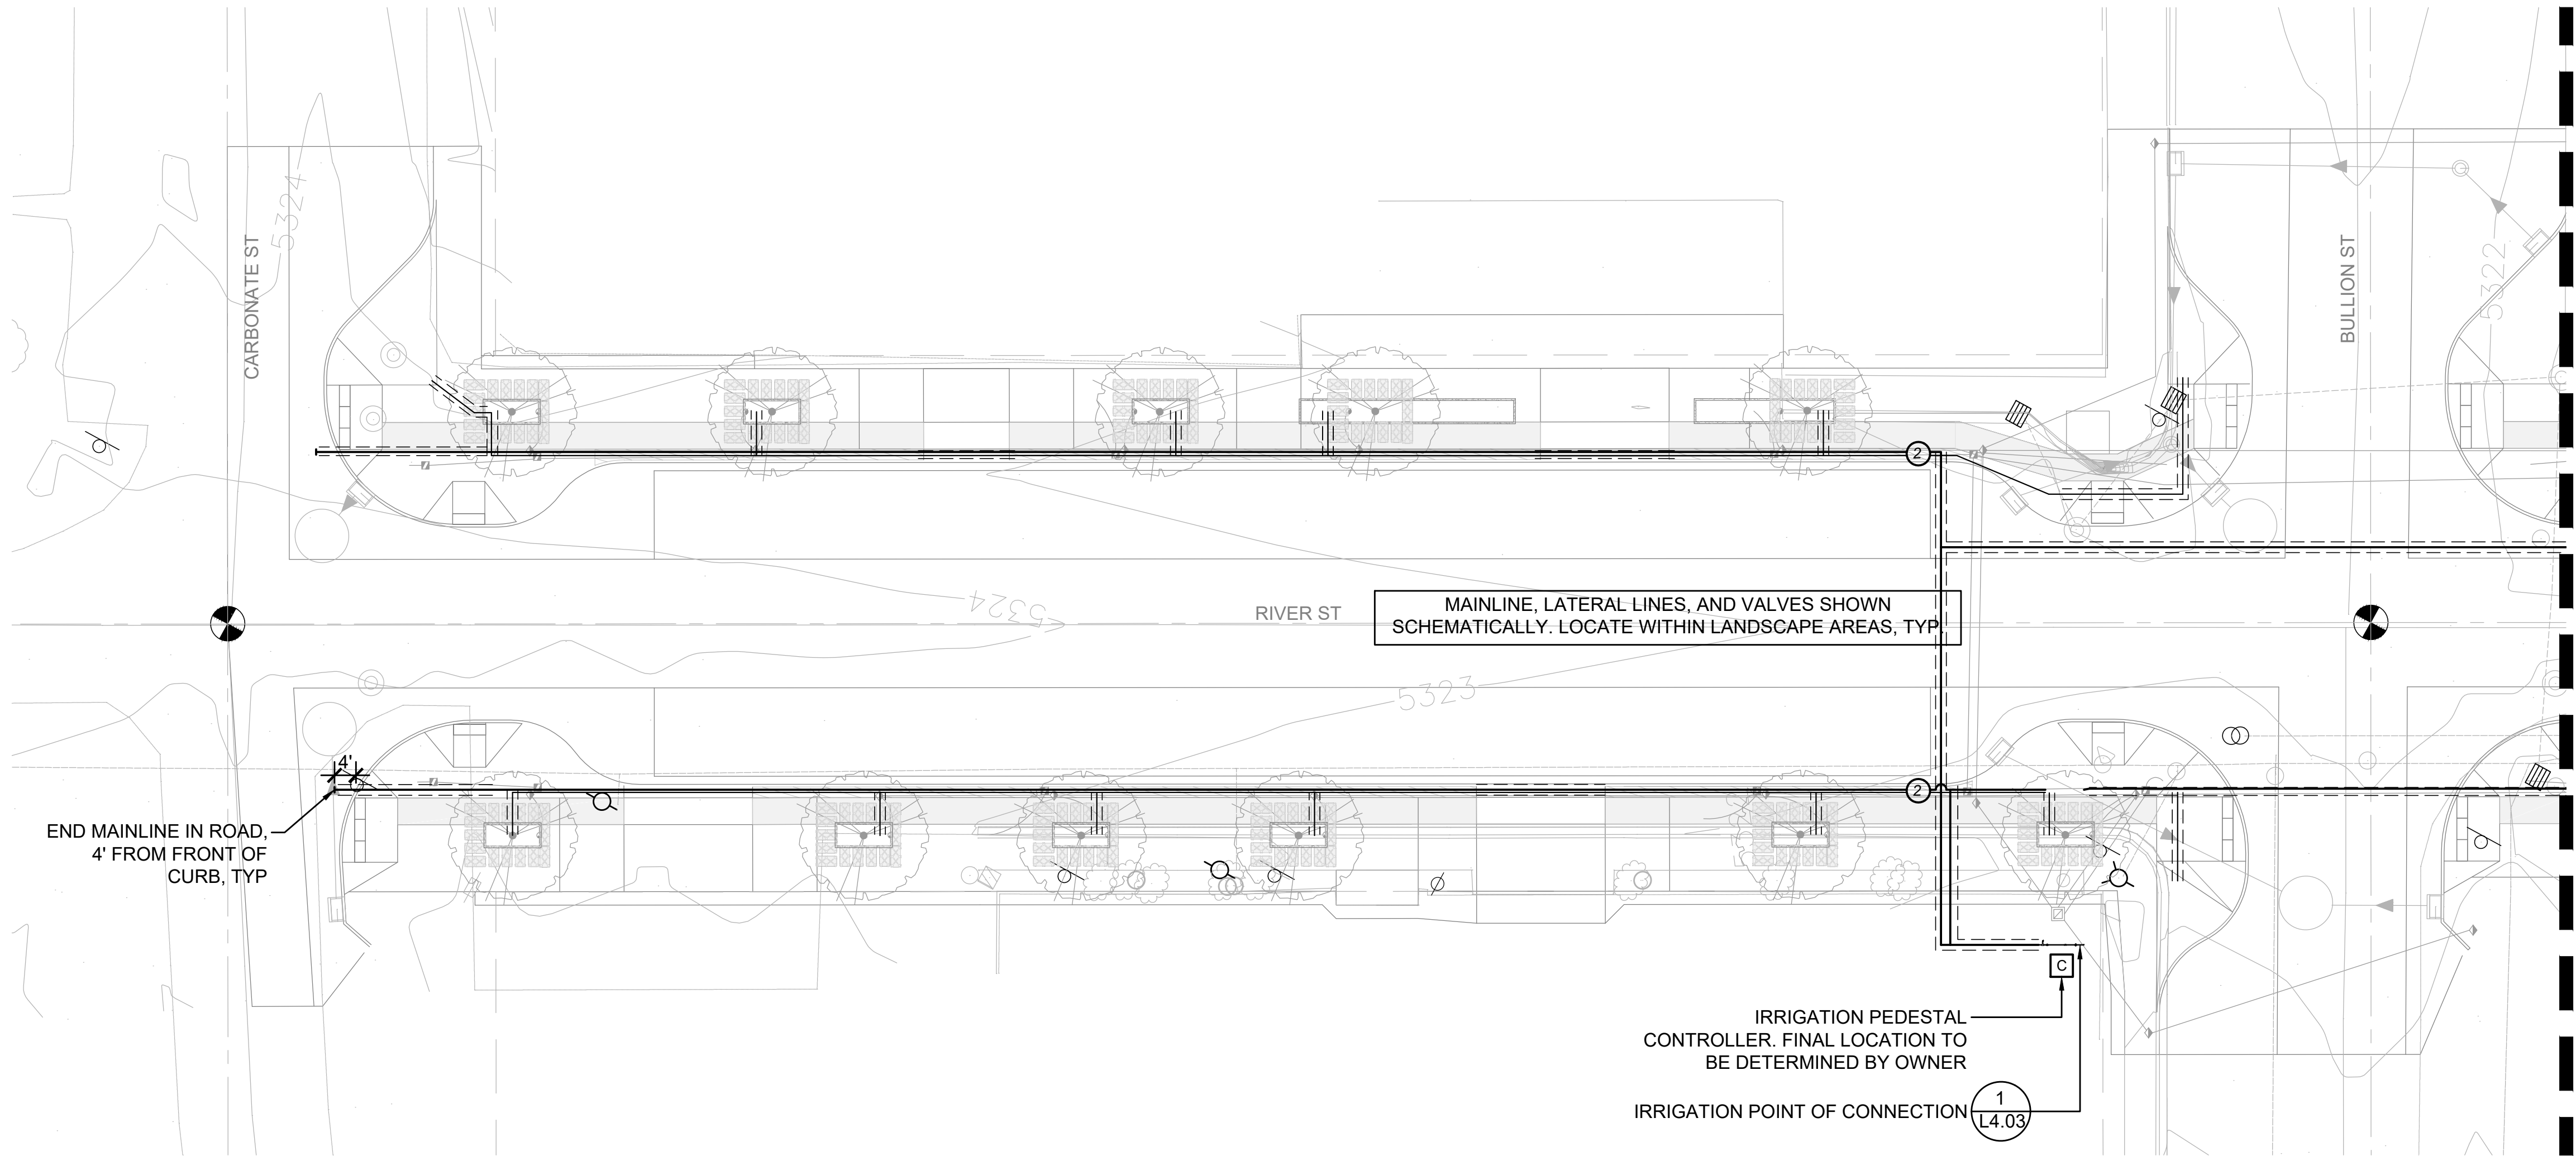 5324
CARBONATE ST
BULLION ST
5322
2
5324
RIVER ST
MAINLINE, LATERAL LINES, AND VALVES SHOWN
SCHEMATICALLY. LOCATE WITHIN LANDSCAPE AREAS, TYP.
5323
4'
2
END MAINLINE IN ROAD,
4' FROM FRONT OF
CURB, TYP
C
IRRIGATION PEDESTAL
CONTROLLER. FINAL LOCATION TO
BE DETERMINED BY OWNER
IRRIGATION POINT OF CONNECTION
1
L4.03